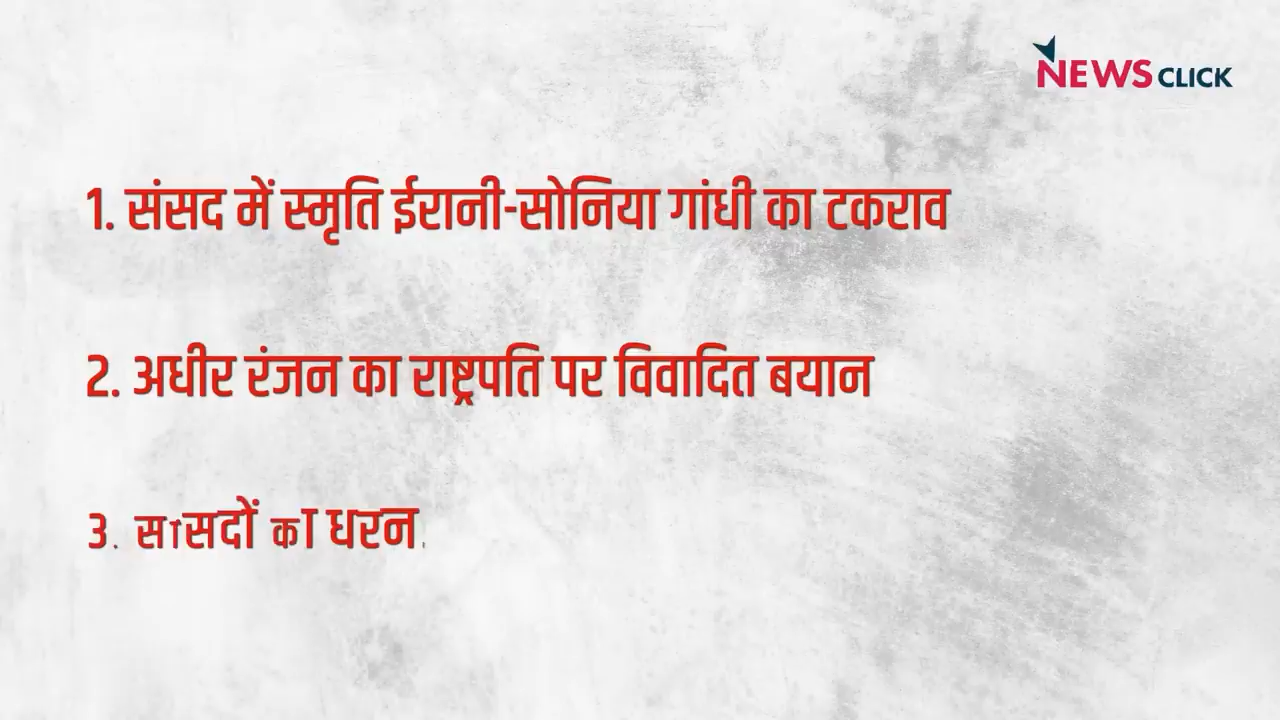 NEWS CLICK
1. संसद में स्मृति ईरानी-सोनिया गांधी का टकराव
2. अधीर रंजन का राष्ट्रपति पर विवादित बयान
3. सांसदों का धरन